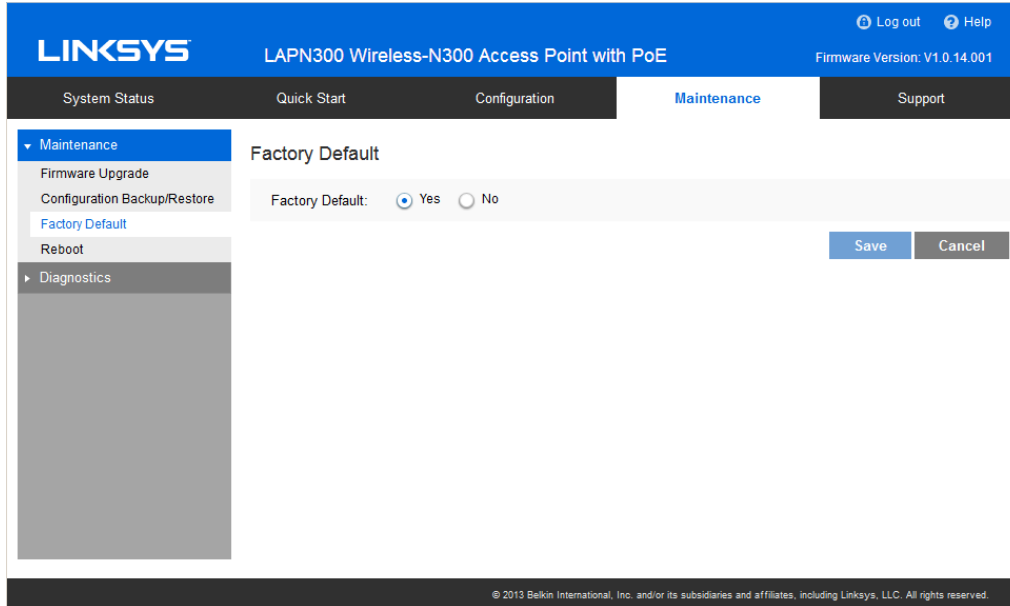 Log out Help
LINKSYS LAPN300 Wireless-N300 Access Point with PoE Firmware Version: V1.0.14.001
System Status Quick Start Configuration Maintenance Support
Maintenance
Firmware Upgrade
Configuration Backup/Restore
Factory Default
Reboot
Diagnostics
Factory Default
Factory Default: Yes No
Save Cancel
© 2013 Belkin International, Inc. and/or its subsidiaries and affiliates, including Linksys, LLC. All rights reserved.